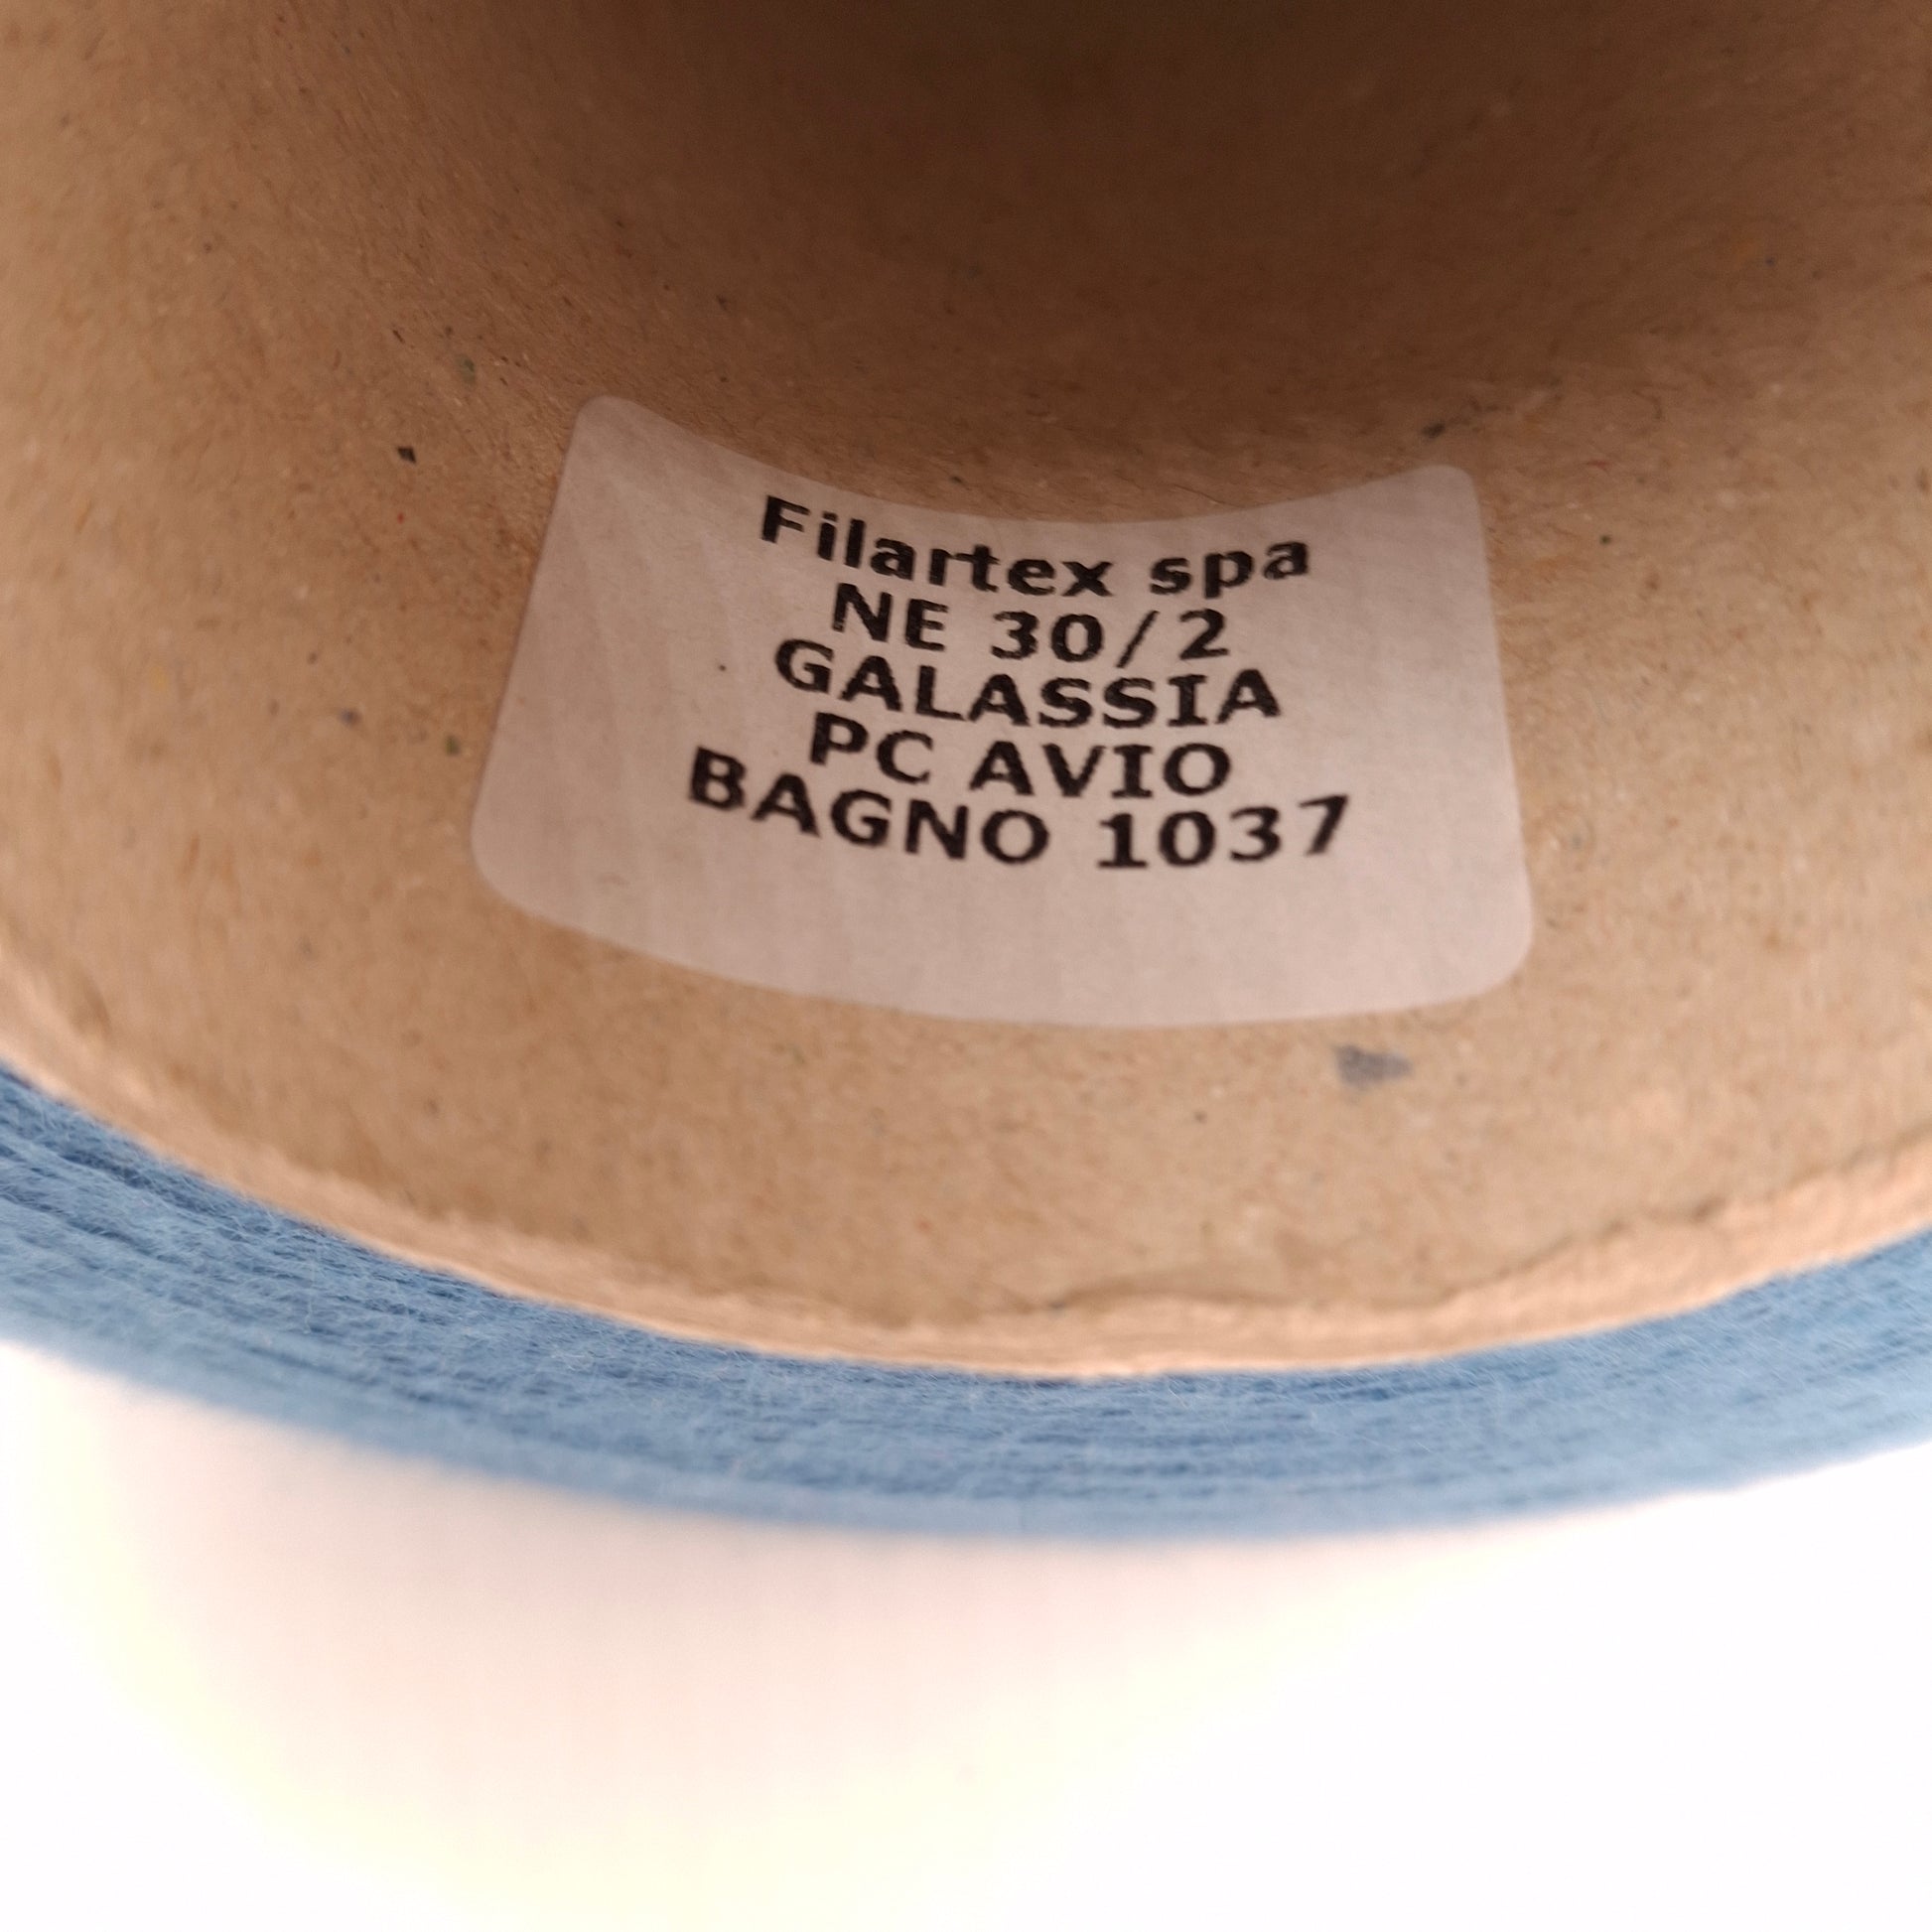 Filartex spa
NE 30/2
GALASSIA
PC AVIO
BAGNO 1037